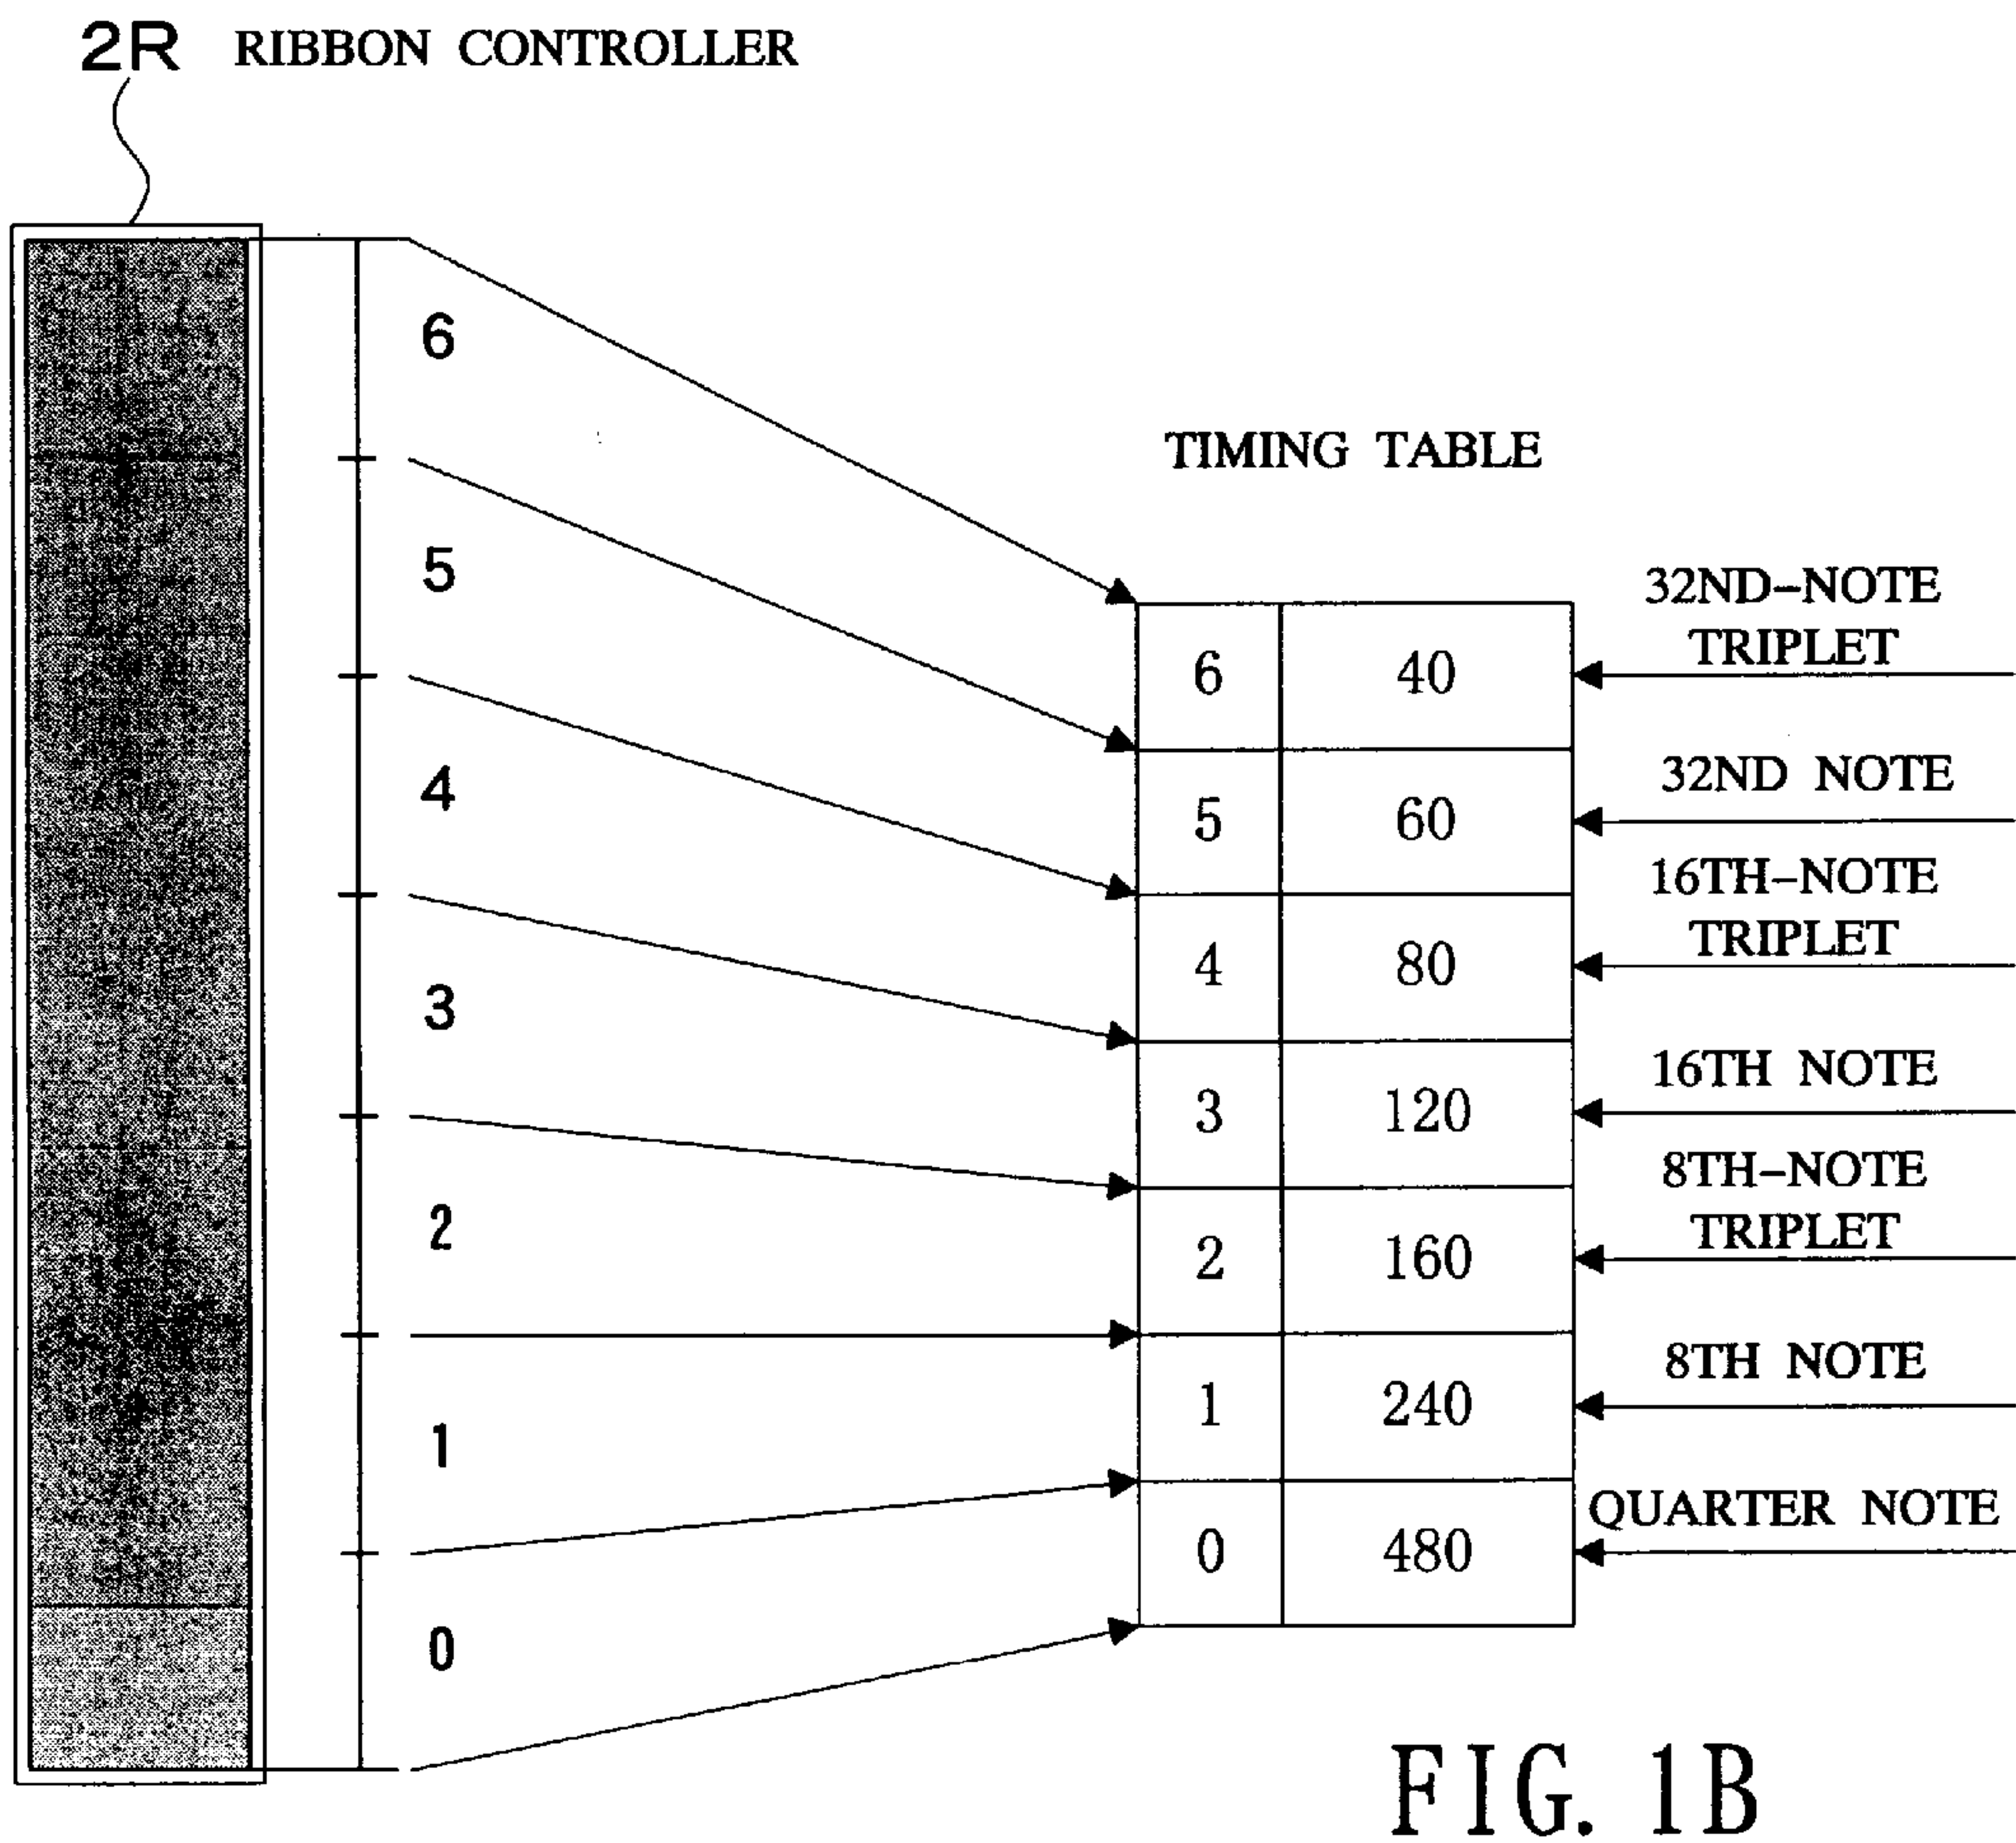 2R RIBBON CONTROLLER
6
5
4
3
2
1
0
TIMING TABLE
6 40
5 60
4 80
3 120
2 160
1 240
0 480
32ND-NOTE
TRIPLET
32ND NOTE
16TH-NOTE
TRIPLET
16TH NOTE
8TH-NOTE
TRIPLET
8TH NOTE
QUARTER NOTE
FIG. 1B